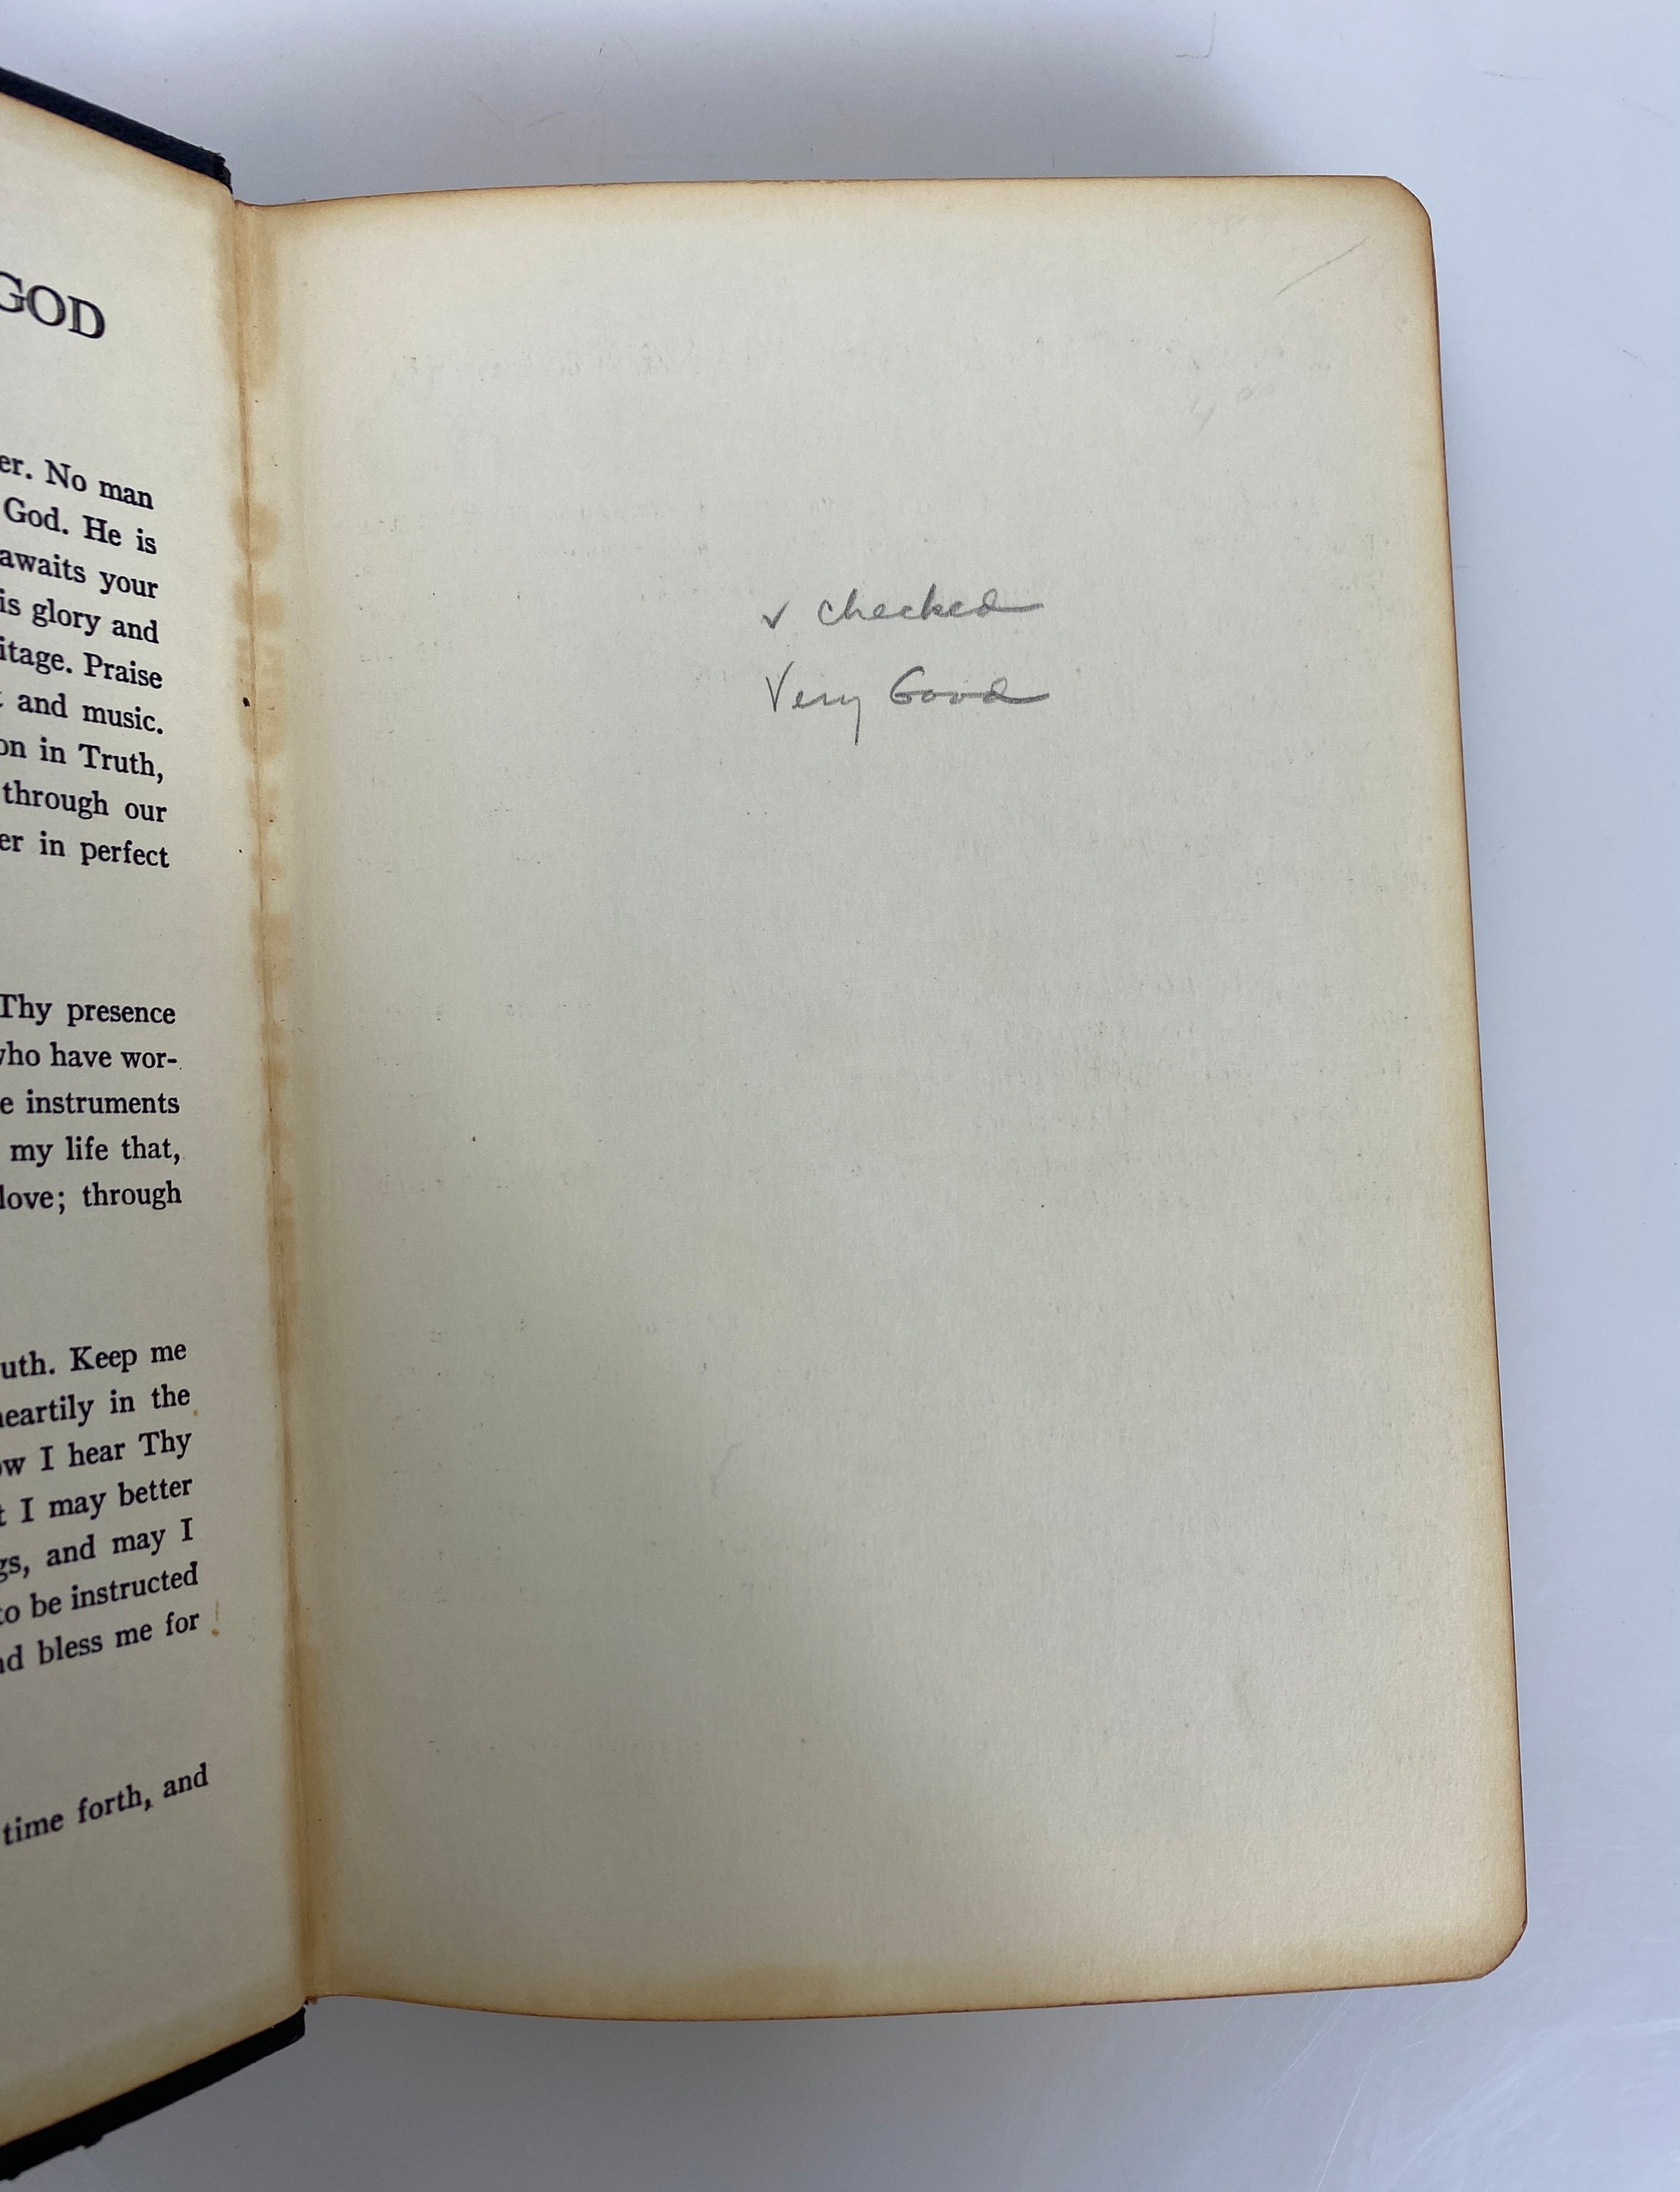 GOD
er. No man
God. He is
awaits your
is glory and
itage. Praise
and music.
on in Truth,
through our
er in perfect
Thy presence
who have wor-
e instruments
my life that,
love; through
uth. Keep me
heartily in the
ow I hear Thy
t I may better
gs, and may I
to be instructed
nd bless me for
time forth, and
✓ checked
Very Good